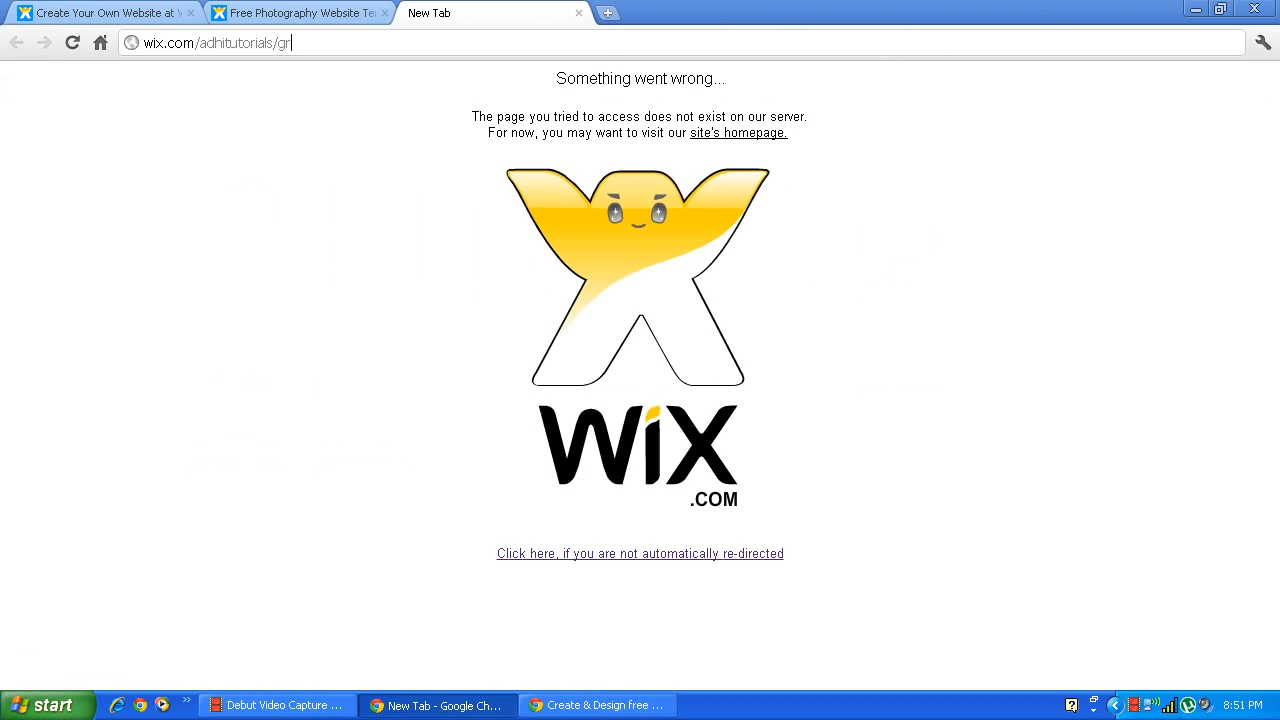 Create Your Own Website at W
Free Photography Website Te
New Tab
wix.com/adhitutorials/gr
Something went wrong...
The page you tried to access does not exist on our server.
For now, you may want to visit our site's homepage.
WiX
.COM
Click here, if you are not automatically re-directed
start
Debut Video Capture ...
New Tab - Google Ch...
Create & Design free ...
8:51 PM